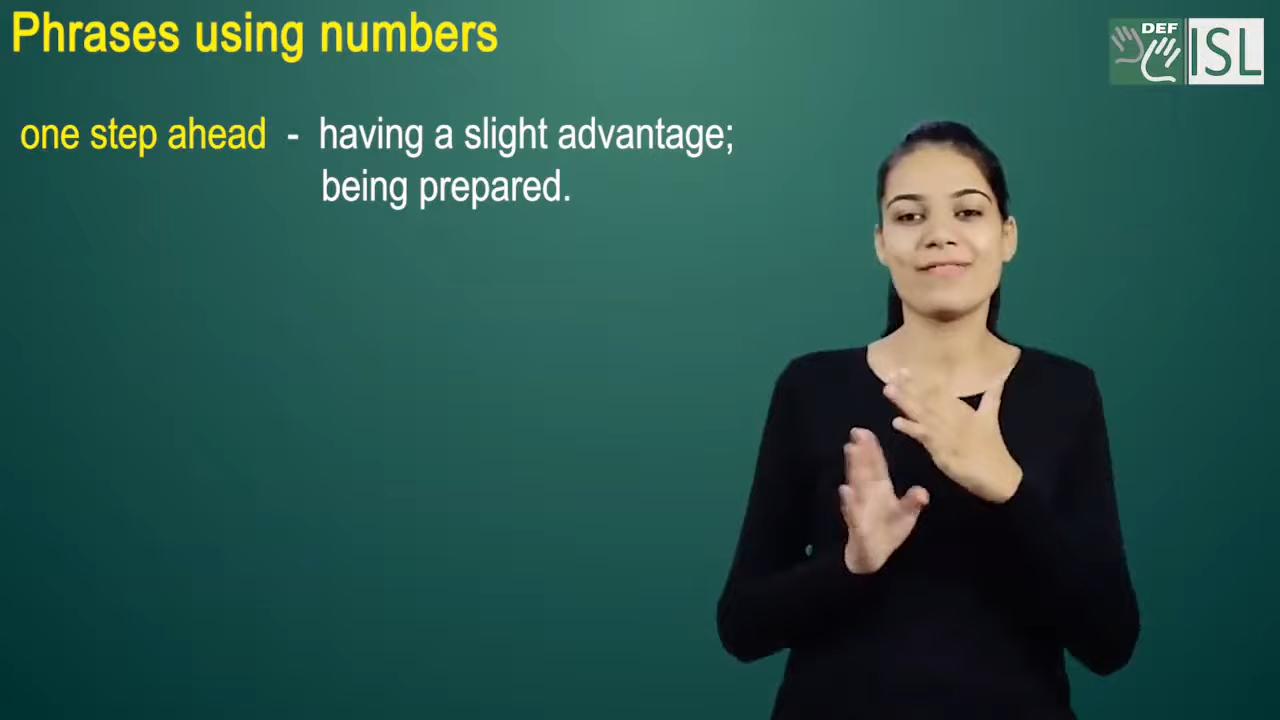 Phrases using numbers
DEF
ISL
one step ahead - having a slight advantage;
being prepared.